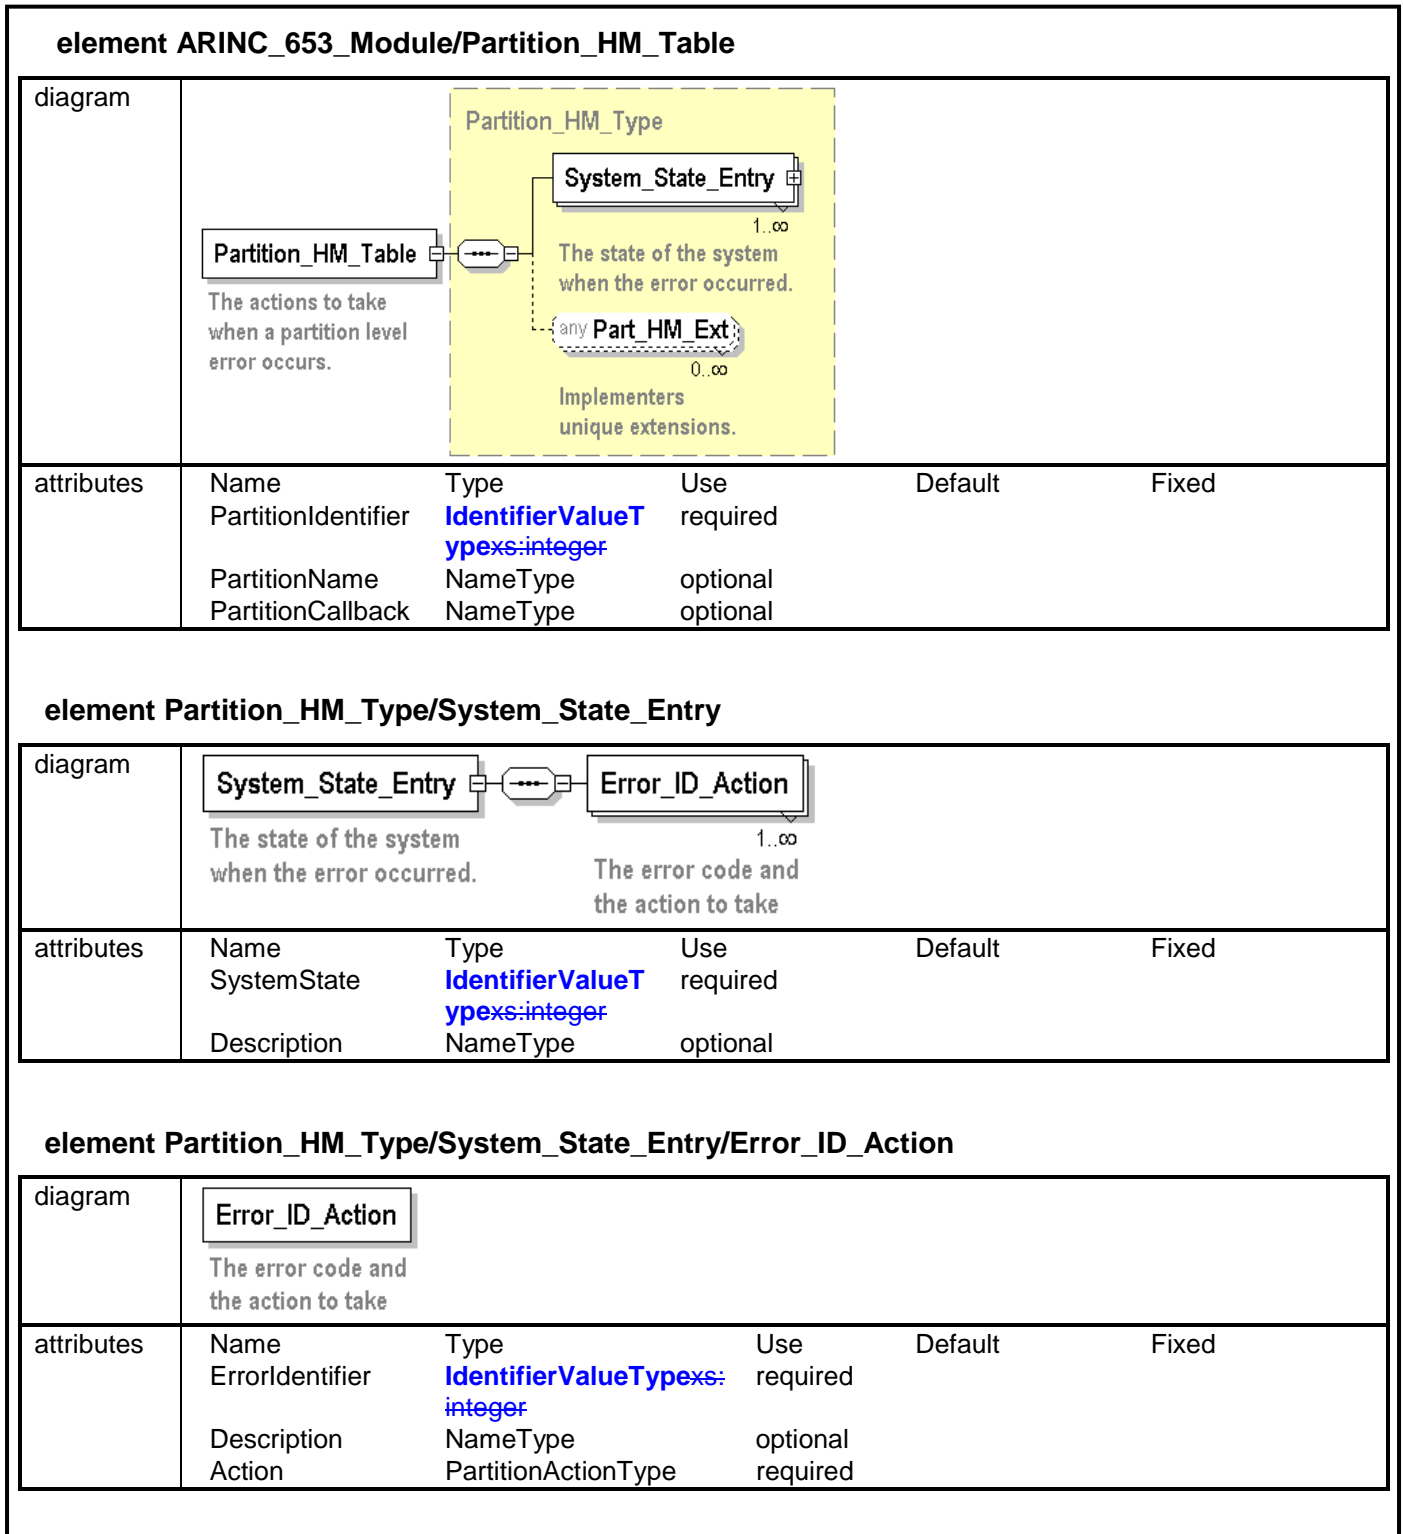 element ARINC_653_Module/Partition_HM_Table
diagram
Partition_HM_Type
System_State_Entry
1..∞
Partition_HM_Table
The state of the system
when the error occurred.
The actions to take
when a partition level
error occurs.
any Part_HM_Ext
0..∞
Implementers
unique extensions.
attributes Name Type Use Default Fixed
PartitionIdentifier IdentifierValueT required
ypexs:integer
PartitionName NameType optional
PartitionCallback NameType optional
element Partition_HM_Type/System_State_Entry
diagram
System_State_Entry Error_ID_Action
1..∞
The state of the system
when the error occurred.
The error code and
the action to take
attributes Name Type Use Default Fixed
SystemState IdentifierValueT required
ypexs:integer
Description NameType optional
element Partition_HM_Type/System_State_Entry/Error_ID_Action
diagram
Error_ID_Action
The error code and
the action to take
attributes Name Type Use Default Fixed
ErrorIdentifier IdentifierValueTypexs: required
integer
Description NameType optional
Action PartitionActionType required